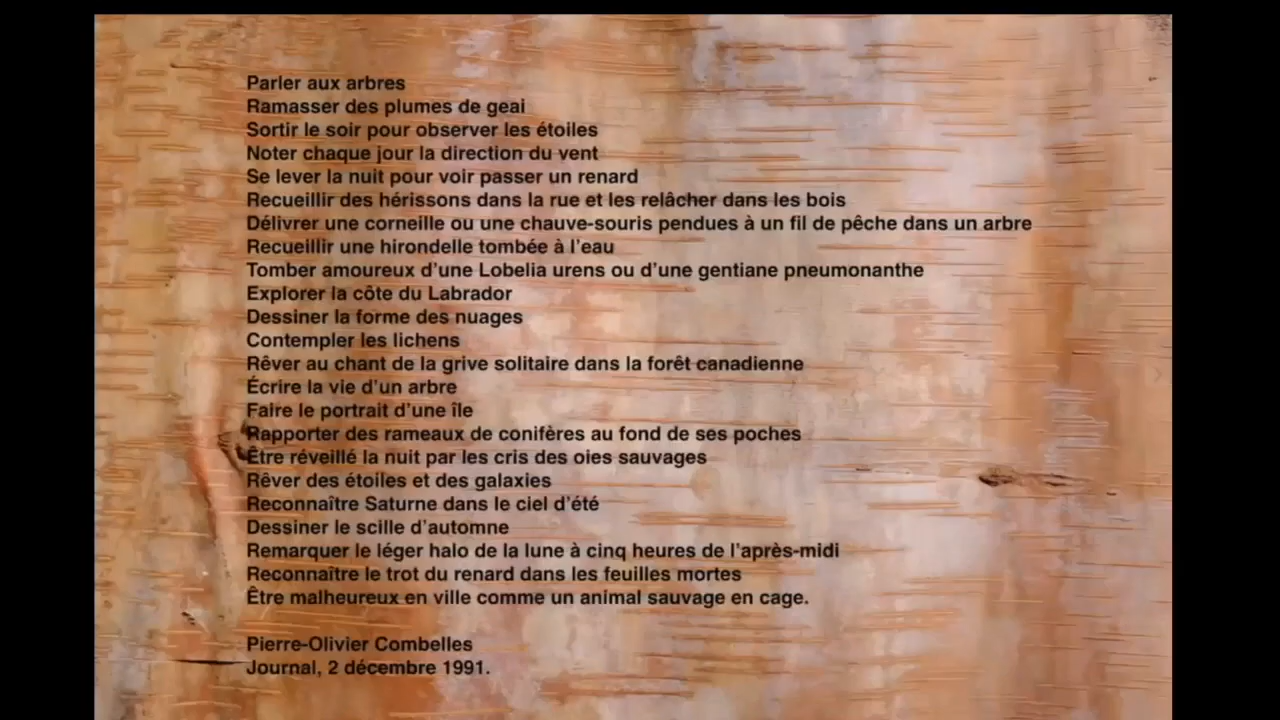 Parler aux arbres
Ramasser des plumes de geai
Sortir le soir pour observer les étoiles
Noter chaque jour la direction du vent
Se lever la nuit pour voir passer un renard
Recueillir des hérissons dans la rue et les relâcher dans les bois
Délivrer une corneille ou une chauve-souris pendues à un fil de pêche dans un arbre
Recueillir une hirondelle tombée à l'eau
Tomber amoureux d'une Lobelia urens ou d'une gentiane pneumonanthe
Explorer la côte du Labrador
Dessiner la forme des nuages
Contempler les lichens
Rêver au chant de la grive solitaire dans la forêt canadienne
Écrire la vie d'un arbre
Faire le portrait d'une île
Rapporter des rameaux de conifères au fond de ses poches
Être réveillé la nuit par les cris des oies sauvages
Rêver des étoiles et des galaxies
Reconnaître Saturne dans le ciel d'été
Dessiner le scille d'automne
Remarquer le léger halo de la lune à cinq heures de l'après-midi
Reconnaître le trot du renard dans les feuilles mortes
Être malheureux en ville comme un animal sauvage en cage.
Pierre-Olivier Combelles
Journal, 2 décembre 1991.